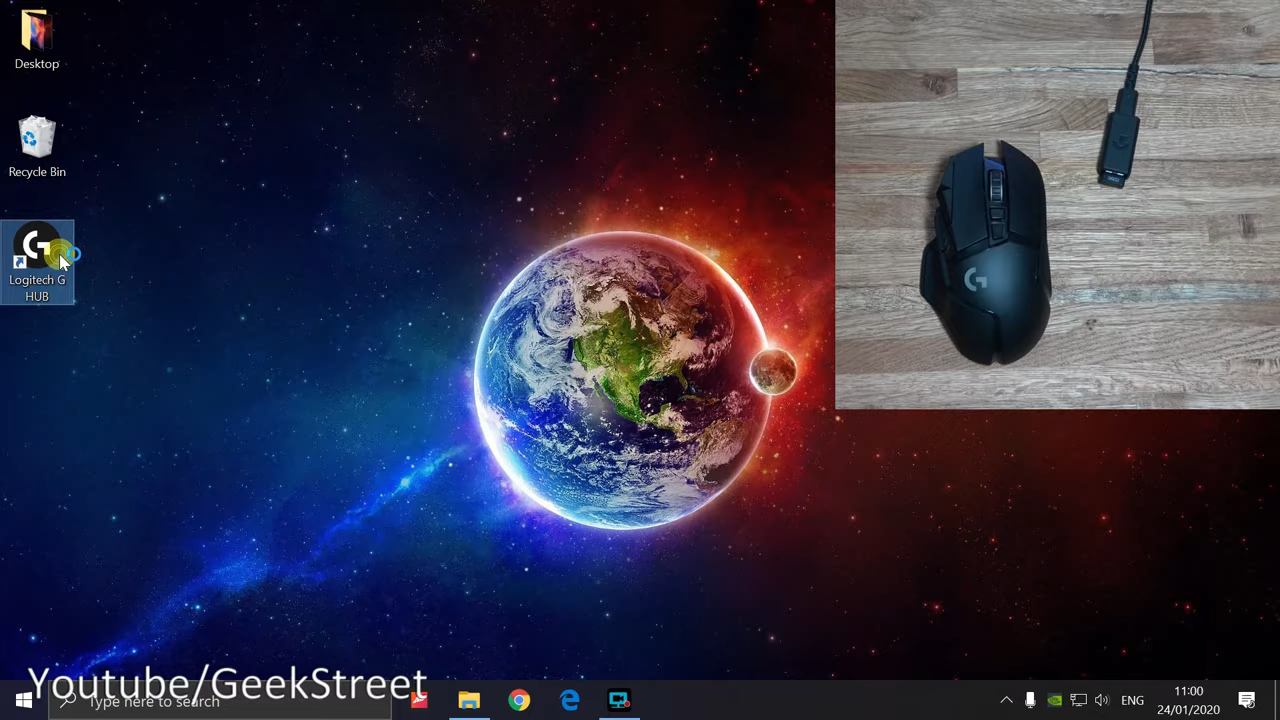 Desktop
Recycle Bin
Logitech G
HUB
Youtube/GeekStreet
Type here to search
ENG
11:00
24/01/2020